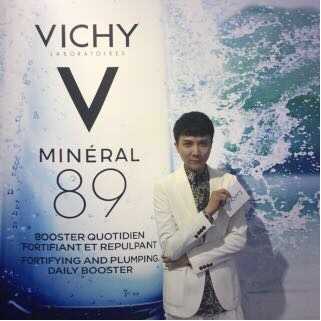 VICHY
LABORATOIRES
V
MINÉRAL
89
BOOSTER QUOTIDIEN
FORTIFIANT ET REPULPANT
FORTIFYING AND PLUMPING
DAILY BOOSTER